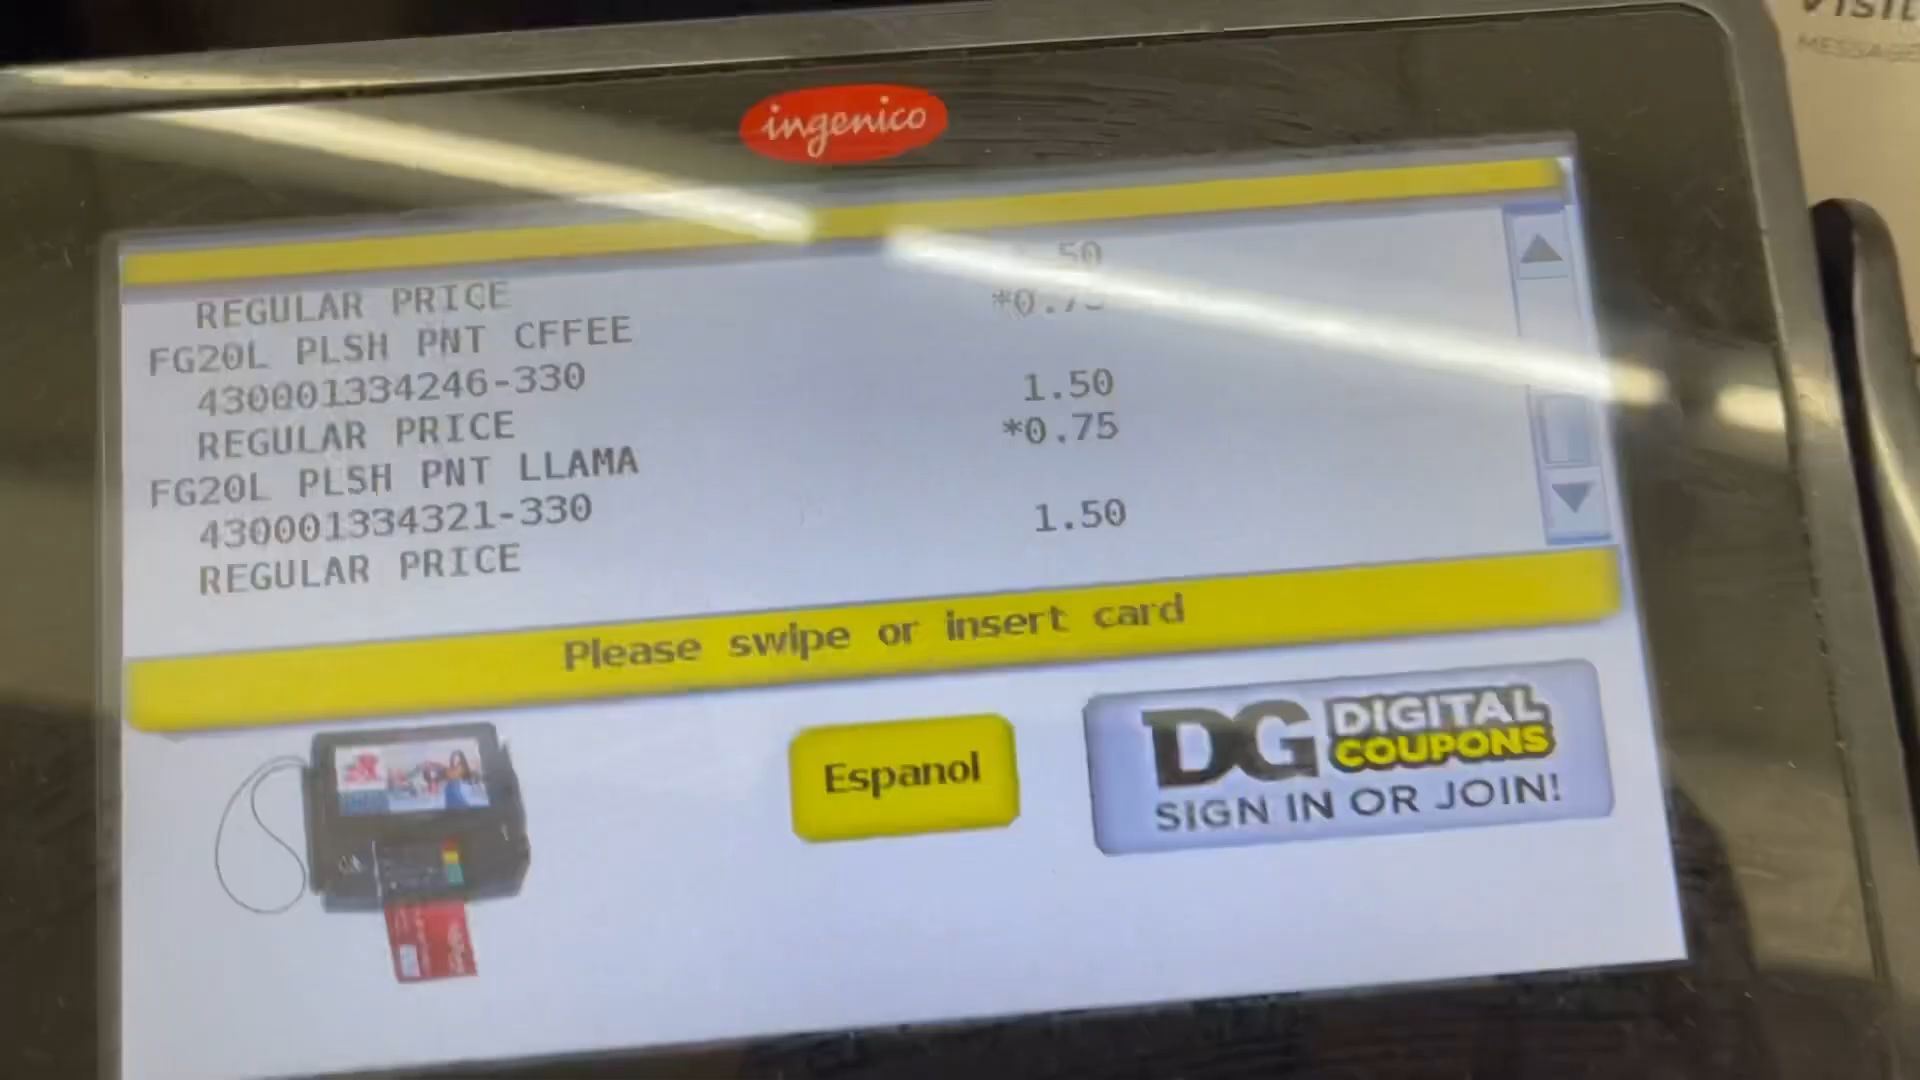 visit
ingenico
REGULAR PRICE
FG20L PLSH PNT CFFEE
430001334246-330
REGULAR PRICE 1.50
FG20L PLSH PNT LLAMA *0.75
430001334321-330
REGULAR PRICE 1.50
Please swipe or insert card
Espanol
DG DIGITAL
COUPONS
SIGN IN OR JOIN!